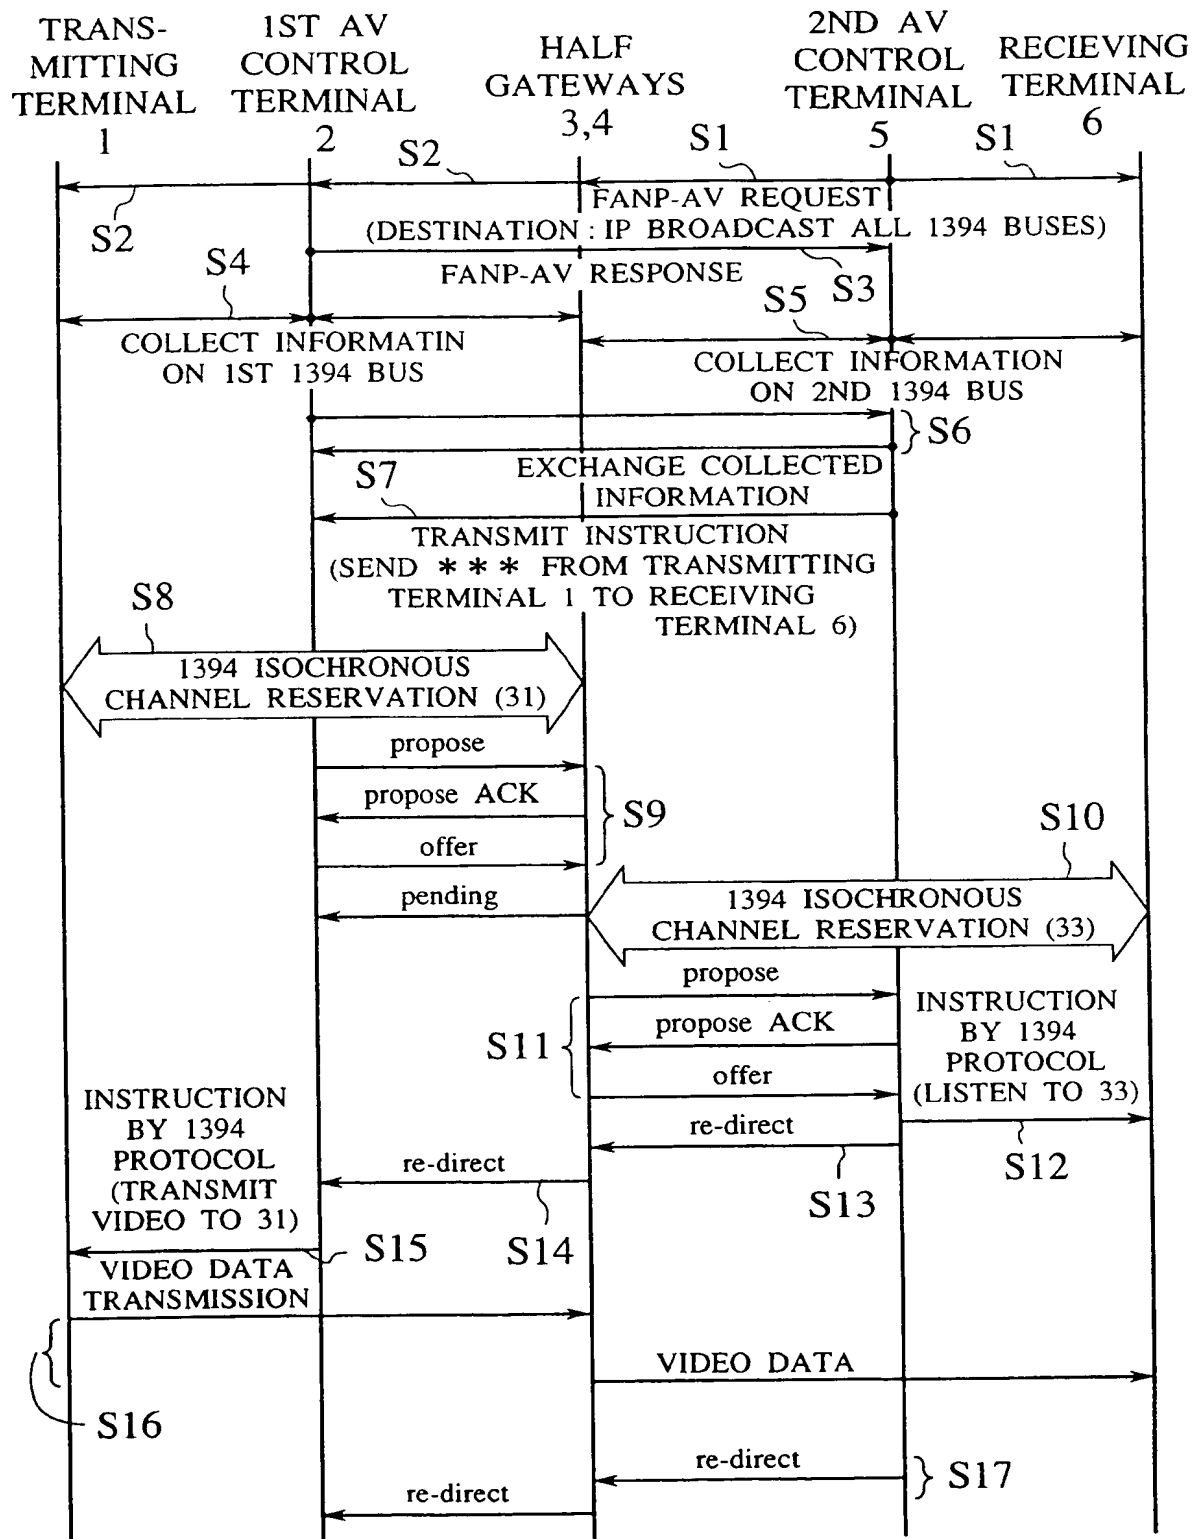 TRANS-
MITTING
TERMINAL
1
1ST AV
CONTROL
TERMINAL
2
HALF
GATEWAYS
3,4
2ND AV
CONTROL
TERMINAL
5
RECIEVING
TERMINAL
6
S2
S1
S1
S2
FANP-AV REQUEST
(DESTINATION : IP BROADCAST ALL 1394 BUSES)
S4
FANP-AV RESPONSE
S3
S5
COLLECT INFORMATIN
ON 1ST 1394 BUS
COLLECT INFORMATION
ON 2ND 1394 BUS
S6
EXCHANGE COLLECTED
INFORMATION
S7
TRANSMIT INSTRUCTION
(SEND *** FROM TRANSMITTING
TERMINAL 1 TO RECEIVING
TERMINAL 6)
S8
1394 ISOCHRONOUS
CHANNEL RESERVATION (31)
propose
propose ACK
S9
offer
S10
pending
1394 ISOCHRONOUS
CHANNEL RESERVATION (33)
propose
S11
propose ACK
offer
INSTRUCTION
BY 1394
PROTOCOL
(LISTEN TO 33)
re-direct
S12
S13
INSTRUCTION
BY 1394
PROTOCOL
(TRANSMIT
VIDEO TO 31)
re-direct
S14
S15
VIDEO DATA
TRANSMISSION
VIDEO DATA
S16
re-direct
S17
re-direct